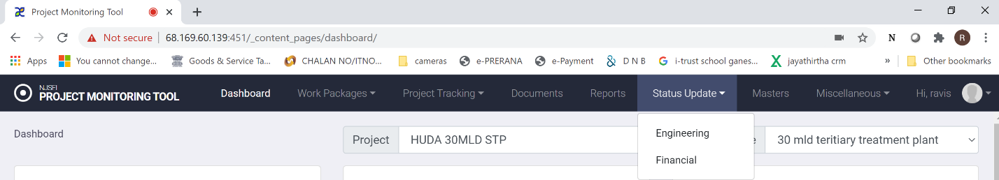 Project Monitoring Tool
Not secure 68.169.60.139:451/_content_pages/dashboard/
N R
Apps You cannot change... Goods & Service Ta... CHALAN NO/ITNO... cameras e-PRERANA e-Payment D N B i-trust school ganes... jayathirtha crm » Other bookmarks
NJSEI
PROJECT MONITORING TOOL Dashboard Work Packages Project Tracking Documents Reports Status Update Masters Miscellaneous Hi, ravis
Dashboard
Engineering
Project HUDA 30MLD STP e 30 mld teritiary treatment plant
Financial